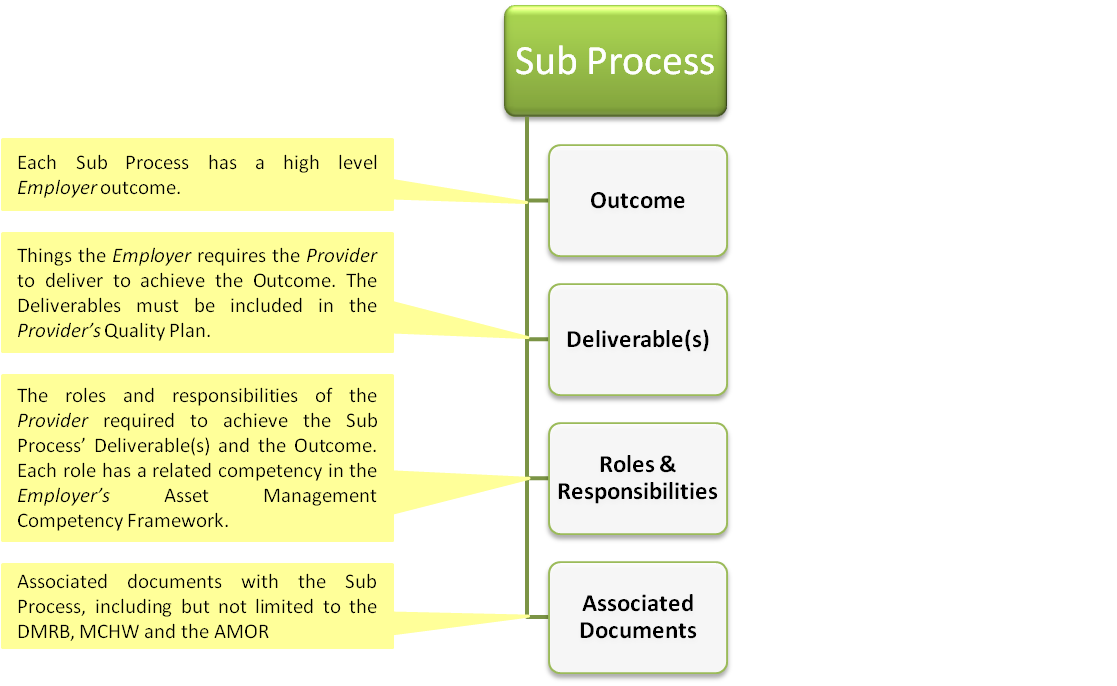 Sub Process
Each Sub Process has a high level
Employer outcome.
Outcome
Things the Employer requires the Provider
to deliver to achieve the Outcome. The
Deliverables must be included in the
Provider’s Quality Plan.
Deliverable(s)
The roles and responsibilities of the
Provider required to achieve the Sub
Process’ Deliverable(s) and the Outcome.
Each role has a related competency in the
Employer’s Asset Management
Competency Framework.
Roles &
Responsibilities
Associated documents with the Sub
Process, including but not limited to the
DMRB, MCHW and the AMOR
Associated
Documents